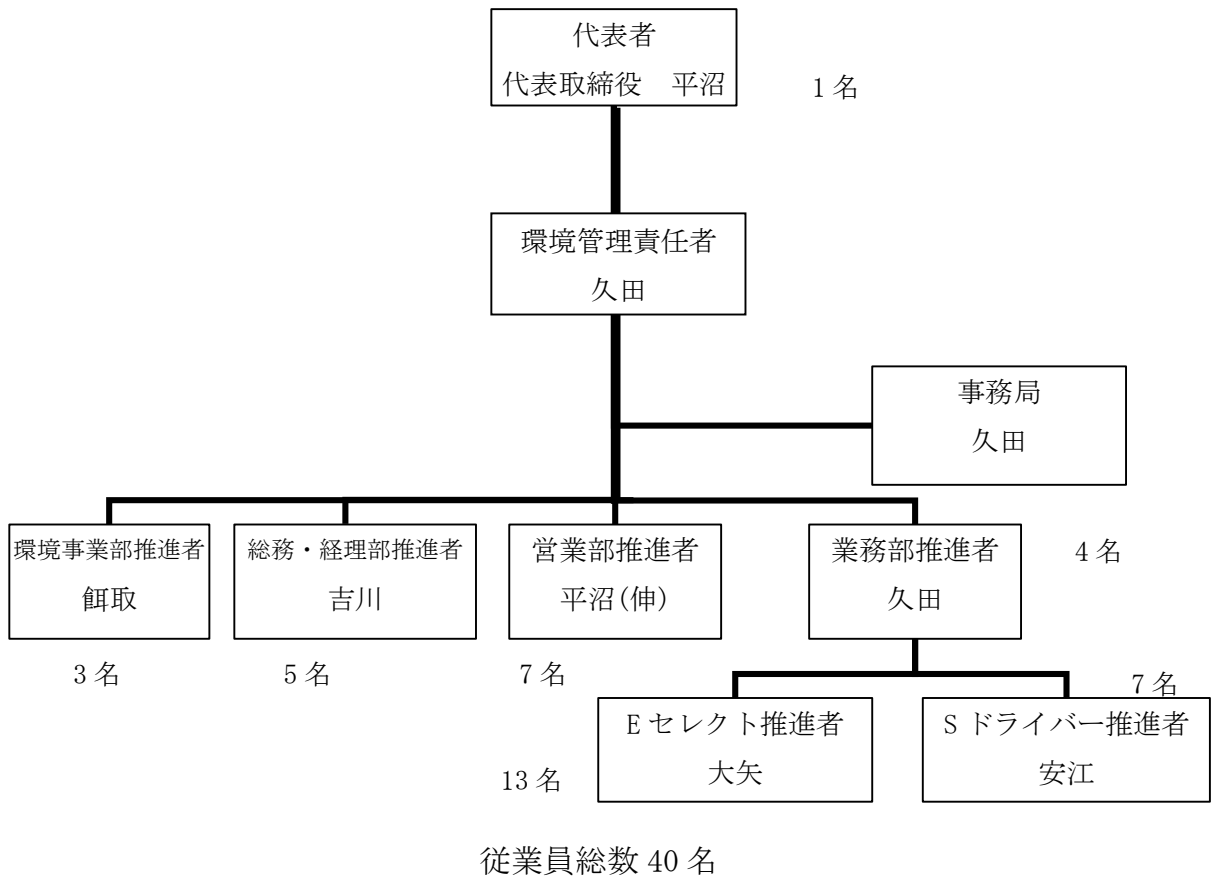 代表者
代表取締役　平沼
1名
環境管理責任者
久田
事務局
久田
環境事業部推進者
餌取
3名
総務・経理部推進者
吉川
5名
営業部推進者
平沼(伸)
7名
業務部推進者
久田
4名
Eセレクト推進者
大矢
13名
Sドライバー推進者
安江
7名
従業員総数40名